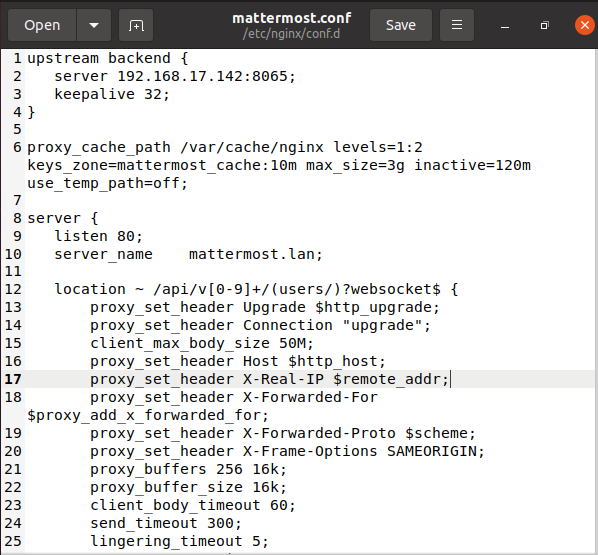 Open
mattermost.conf
/etc/nginx/conf.d
Save
1 upstream backend {
2    server 192.168.17.142:8065;
3    keepalive 32;
4 }
5
6 proxy_cache_path /var/cache/nginx levels=1:2
keys_zone=mattermost_cache:10m max_size=3g inactive=120m
use_temp_path=off;
7
8 server {
9    listen 80;
10    server_name    mattermost.lan;
11
12    location ~ /api/v[0-9]+/(users/)?websocket$ {
13        proxy_set_header Upgrade $http_upgrade;
14        proxy_set_header Connection "upgrade";
15        client_max_body_size 50M;
16        proxy_set_header Host $http_host;
17        proxy_set_header X-Real-IP $remote_addr;
18        proxy_set_header X-Forwarded-For
$proxy_add_x_forwarded_for;
19        proxy_set_header X-Forwarded-Proto $scheme;
20        proxy_set_header X-Frame-Options SAMEORIGIN;
21        proxy_buffers 256 16k;
22        proxy_buffer_size 16k;
23        client_body_timeout 60;
24        send_timeout 300;
25        lingering_timeout 5;